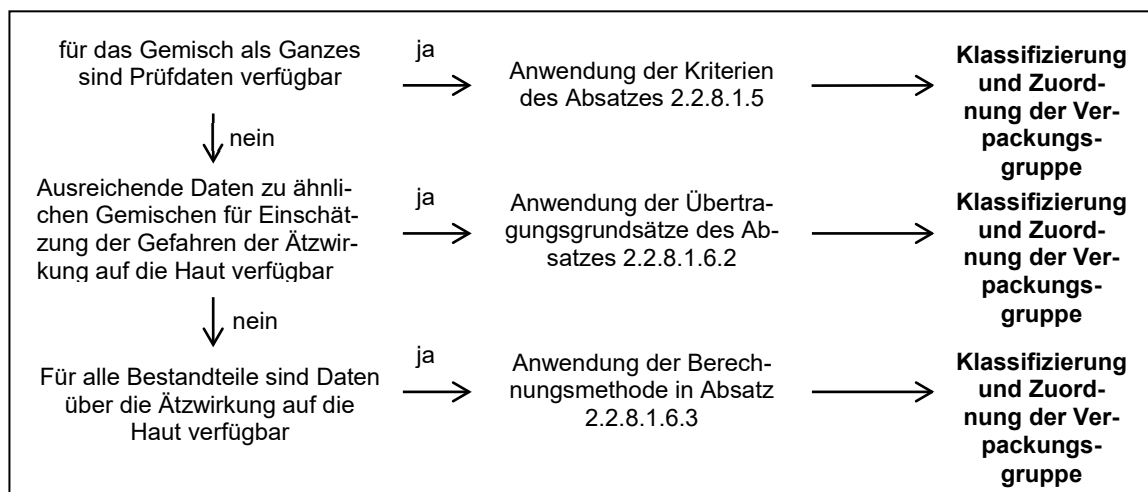 für das Gemisch als Ganzes
sind Prüfdaten verfügbar
ja
Anwendung der Kriterien
des Absatzes 2.2.8.1.5
Klassifizierung
und Zuord-
nung der Ver-
packungs-
gruppe
nein
Ausreichende Daten zu ähnli-
chen Gemischen für Einschät-
zung der Gefahren der Ätzwir-
kung auf die Haut verfügbar
ja
Anwendung der Übertra-
gungsgrundsätze des Ab-
satzes 2.2.8.1.6.2
Klassifizierung
und Zuord-
nung der Ver-
packungs-
gruppe
nein
Für alle Bestandteile sind Daten
über die Ätzwirkung auf die
Haut verfügbar
ja
Anwendung der Berech-
nungsmethode in Absatz
2.2.8.1.6.3
Klassifizierung
und Zuord-
nung der Ver-
packungs-
gruppe